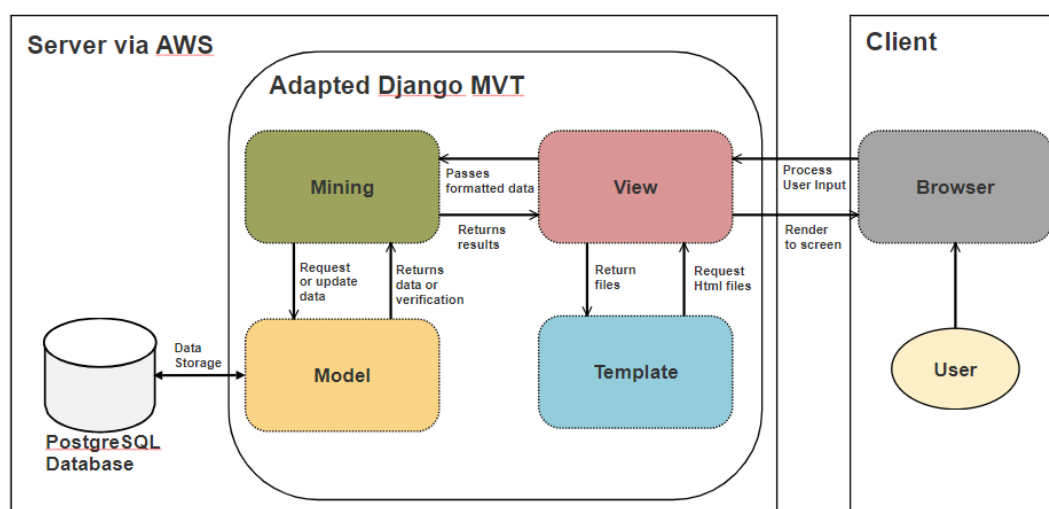 Server via AWS
Client
Adapted Django MVT
Mining
Passes
formatted data
View
Process
User Input
Browser
Returns
results
Render
to screen
Request
or update
data
Returns
data or
verification
Return
files
Request
Html files
Data
Storage
Model
Template
User
PostgreSQL
Database